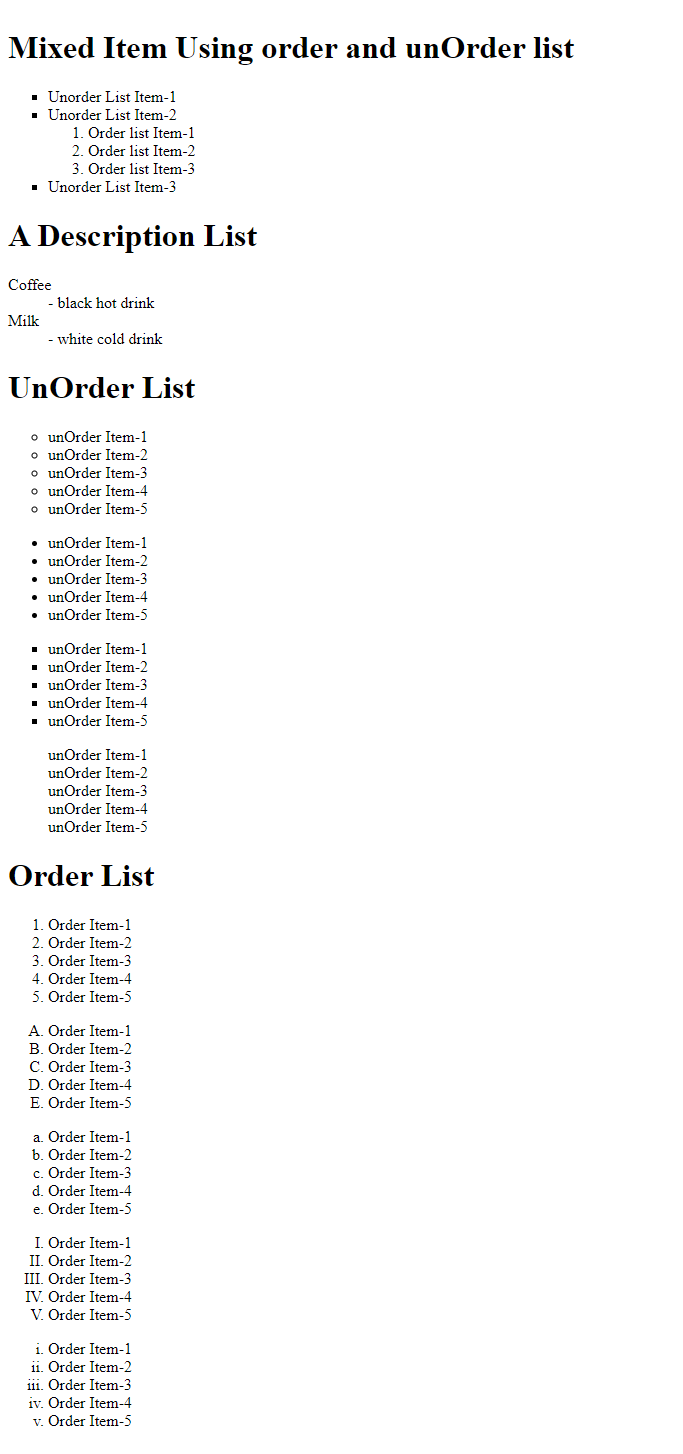 Mixed Item Using order and unOrder list
▪ Unorder List Item-1
▪ Unorder List Item-2
1. Order list Item-1
2. Order list Item-2
3. Order list Item-3
▪ Unorder List Item-3
A Description List
Coffee
- black hot drink
Milk
- white cold drink
UnOrder List
◦ unOrder Item-1
◦ unOrder Item-2
◦ unOrder Item-3
◦ unOrder Item-4
◦ unOrder Item-5
• unOrder Item-1
• unOrder Item-2
• unOrder Item-3
• unOrder Item-4
• unOrder Item-5
▪ unOrder Item-1
▪ unOrder Item-2
▪ unOrder Item-3
▪ unOrder Item-4
▪ unOrder Item-5
unOrder Item-1
unOrder Item-2
unOrder Item-3
unOrder Item-4
unOrder Item-5
Order List
1. Order Item-1
2. Order Item-2
3. Order Item-3
4. Order Item-4
5. Order Item-5
A. Order Item-1
B. Order Item-2
C. Order Item-3
D. Order Item-4
E. Order Item-5
a. Order Item-1
b. Order Item-2
c. Order Item-3
d. Order Item-4
e. Order Item-5
I. Order Item-1
II. Order Item-2
III. Order Item-3
IV. Order Item-4
V. Order Item-5
i. Order Item-1
ii. Order Item-2
iii. Order Item-3
iv. Order Item-4
v. Order Item-5